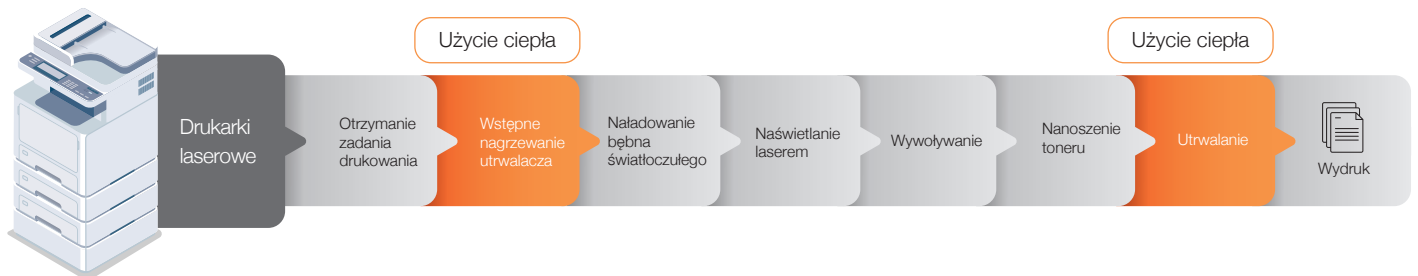 Użycie ciepła
Użycie ciepła
Drukarki
laserowe
Otrzymanie
zadania
drukowania
Wstępne
nagrzewanie
utrwalacza
Naładowanie
bębna
światłoczułego
Naświetlanie
laserem
Wywoływanie
Nanoszenie
toneru
Utrwalanie
Wydruk